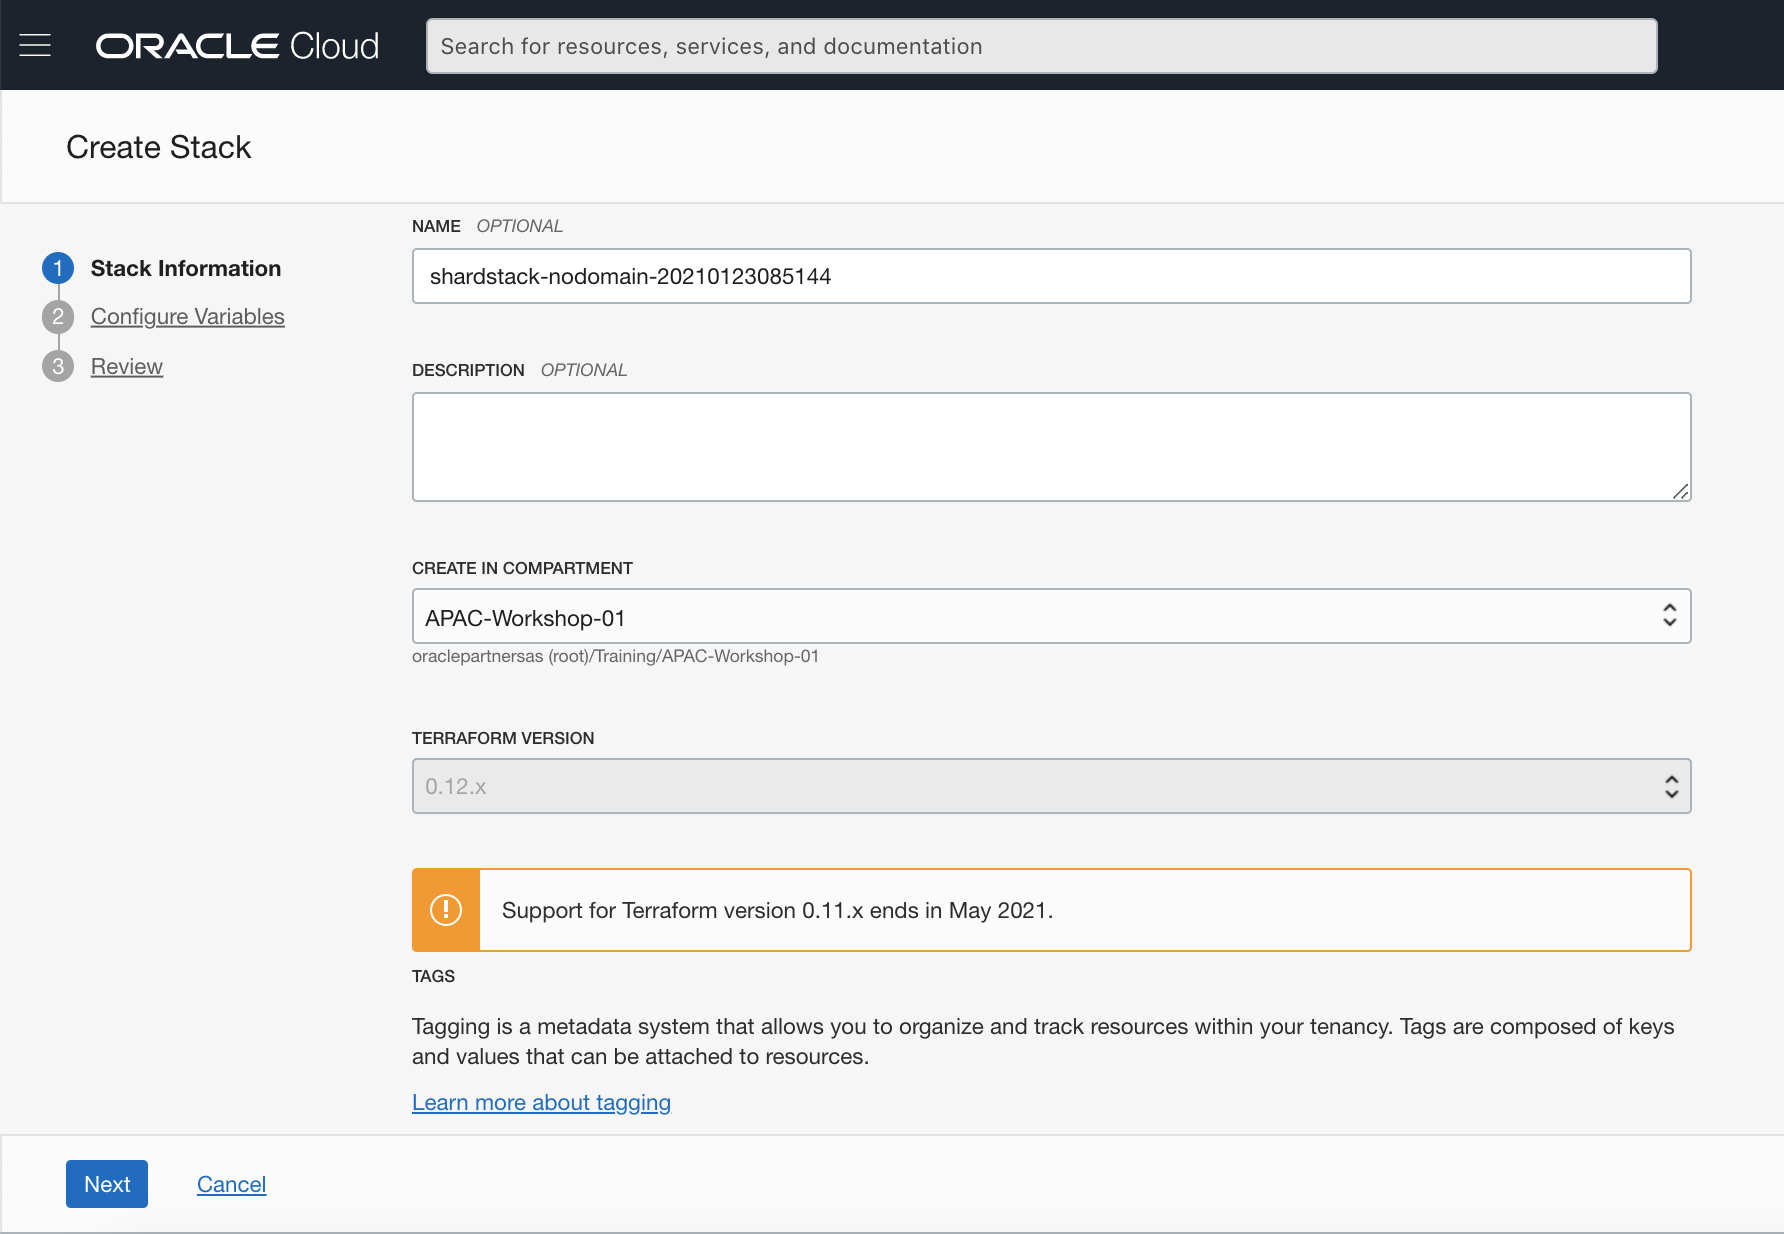 ORACLE Cloud
Search for resources, services, and documentation
Create Stack
1 Stack Information
2 Configure Variables
3 Review
NAME OPTIONAL
shardstack-nodomain-20210123085144
DESCRIPTION OPTIONAL
CREATE IN COMPARTMENT
APAC-Workshop-01
oraclepartnersas (root)/Training/APAC-Workshop-01
TERRAFORM VERSION
0.12.x
Support for Terraform version 0.11.x ends in May 2021.
TAGS
Tagging is a metadata system that allows you to organize and track resources within your tenancy. Tags are composed of keys
and values that can be attached to resources.
Learn more about tagging
Next Cancel